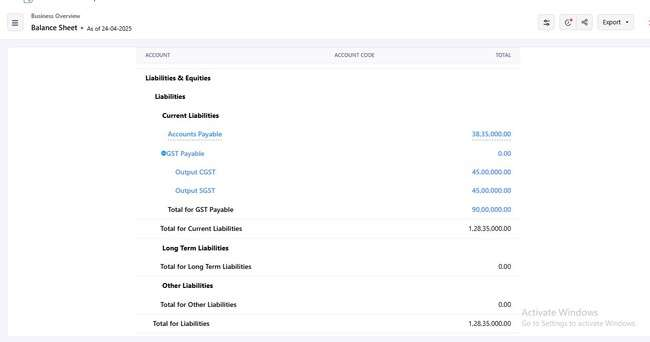 Business Overview
Balance Sheet • As of 24-04-2025
Export
ACCOUNT ACCOUNT CODE TOTAL
Liabilities & Equities
Liabilities
Current Liabilities
Accounts Payable 38,35,000.00
GST Payable 0.00
Output CGST 45,00,000.00
Output SGST 45,00,000.00
Total for GST Payable 90,00,000.00
Total for Current Liabilities 1,28,35,000.00
Long Term Liabilities
Total for Long Term Liabilities 0.00
Other Liabilities
Total for Other Liabilities 0.00
Total for Liabilities 1,28,35,000.00
Activate Windows
Go to Settings to activate Windows.